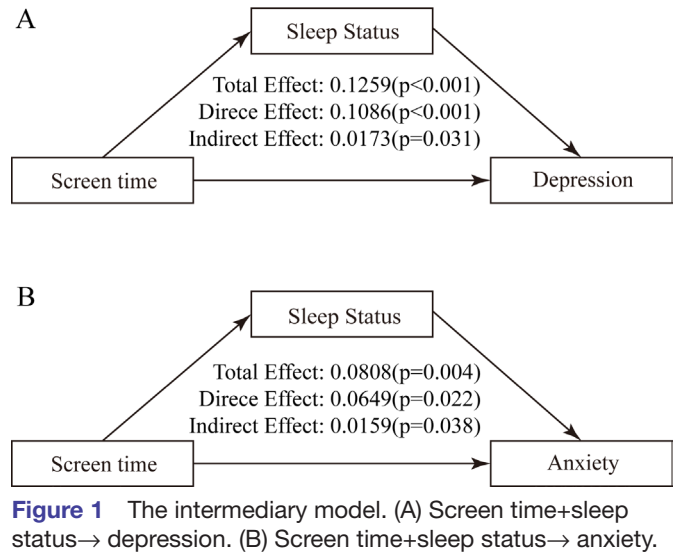 A
Sleep Status
Total Effect: 0.1259(p<0.001)
Direce Effect: 0.1086(p<0.001)
Indirect Effect: 0.0173(p=0.031)
Screen time
Depression
B
Sleep Status
Total Effect: 0.0808(p=0.004)
Direce Effect: 0.0649(p=0.022)
Indirect Effect: 0.0159(p=0.038)
Screen time
Anxiety
Figure 1 The intermediary model. (A) Screen time+sleep
status→ depression. (B) Screen time+sleep status→ anxiety.